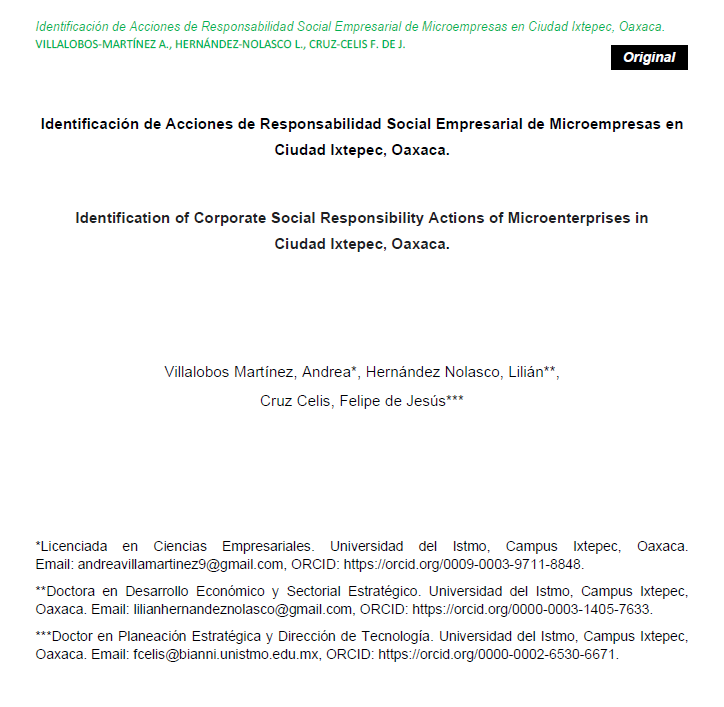 Identificación de Acciones de Responsabilidad Social Empresarial de Microempresas en Ciudad Ixtepec, Oaxaca.
VILLALOBOS-MARTÍNEZ A., HERNÁNDEZ-NOLASCO L., CRUZ-CELIS F. DE J.
Original
Identificación de Acciones de Responsabilidad Social Empresarial de Microempresas en
Ciudad Ixtepec, Oaxaca.
Identification of Corporate Social Responsibility Actions of Microenterprises in
Ciudad Ixtepec, Oaxaca.
Villalobos Martínez, Andrea*, Hernández Nolasco, Lilián**,
Cruz Celis, Felipe de Jesús***
*Licenciada en Ciencias Empresariales. Universidad del Istmo, Campus Ixtepec, Oaxaca.
Email: andreavillamartinez9@gmail.com, ORCID: https://orcid.org/0009-0003-9711-8848.
**Doctora en Desarrollo Económico y Sectorial Estratégico. Universidad del Istmo, Campus Ixtepec,
Oaxaca. Email: lilianhernandeznolasco@gmail.com, ORCID: https://orcid.org/0000-0003-1405-7633.
***Doctor en Planeación Estratégica y Dirección de Tecnología. Universidad del Istmo, Campus Ixtepec,
Oaxaca. Email: fcelis@bianni.unistmo.edu.mx, ORCID: https://orcid.org/0000-0002-6530-6671.